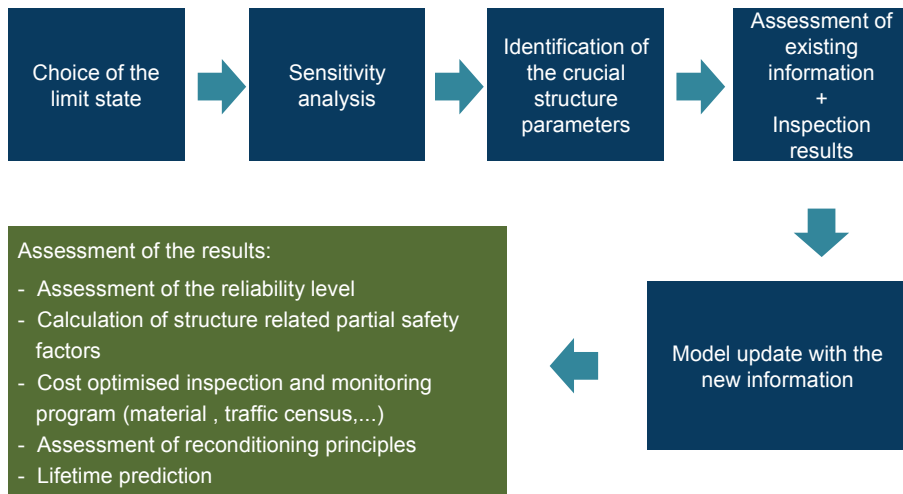 Choice of the
limit state
Sensitivity
analysis
Identification of
the crucial
structure
parameters
Assessment of
existing
information
+
Inspection
results
Model update with the
new information
Assessment of the results:
- Assessment of the reliability level
- Calculation of structure related partial safety
factors
- Cost optimised inspection and monitoring
program (material , traffic census,...)
- Assessment of reconditioning principles
- Lifetime prediction